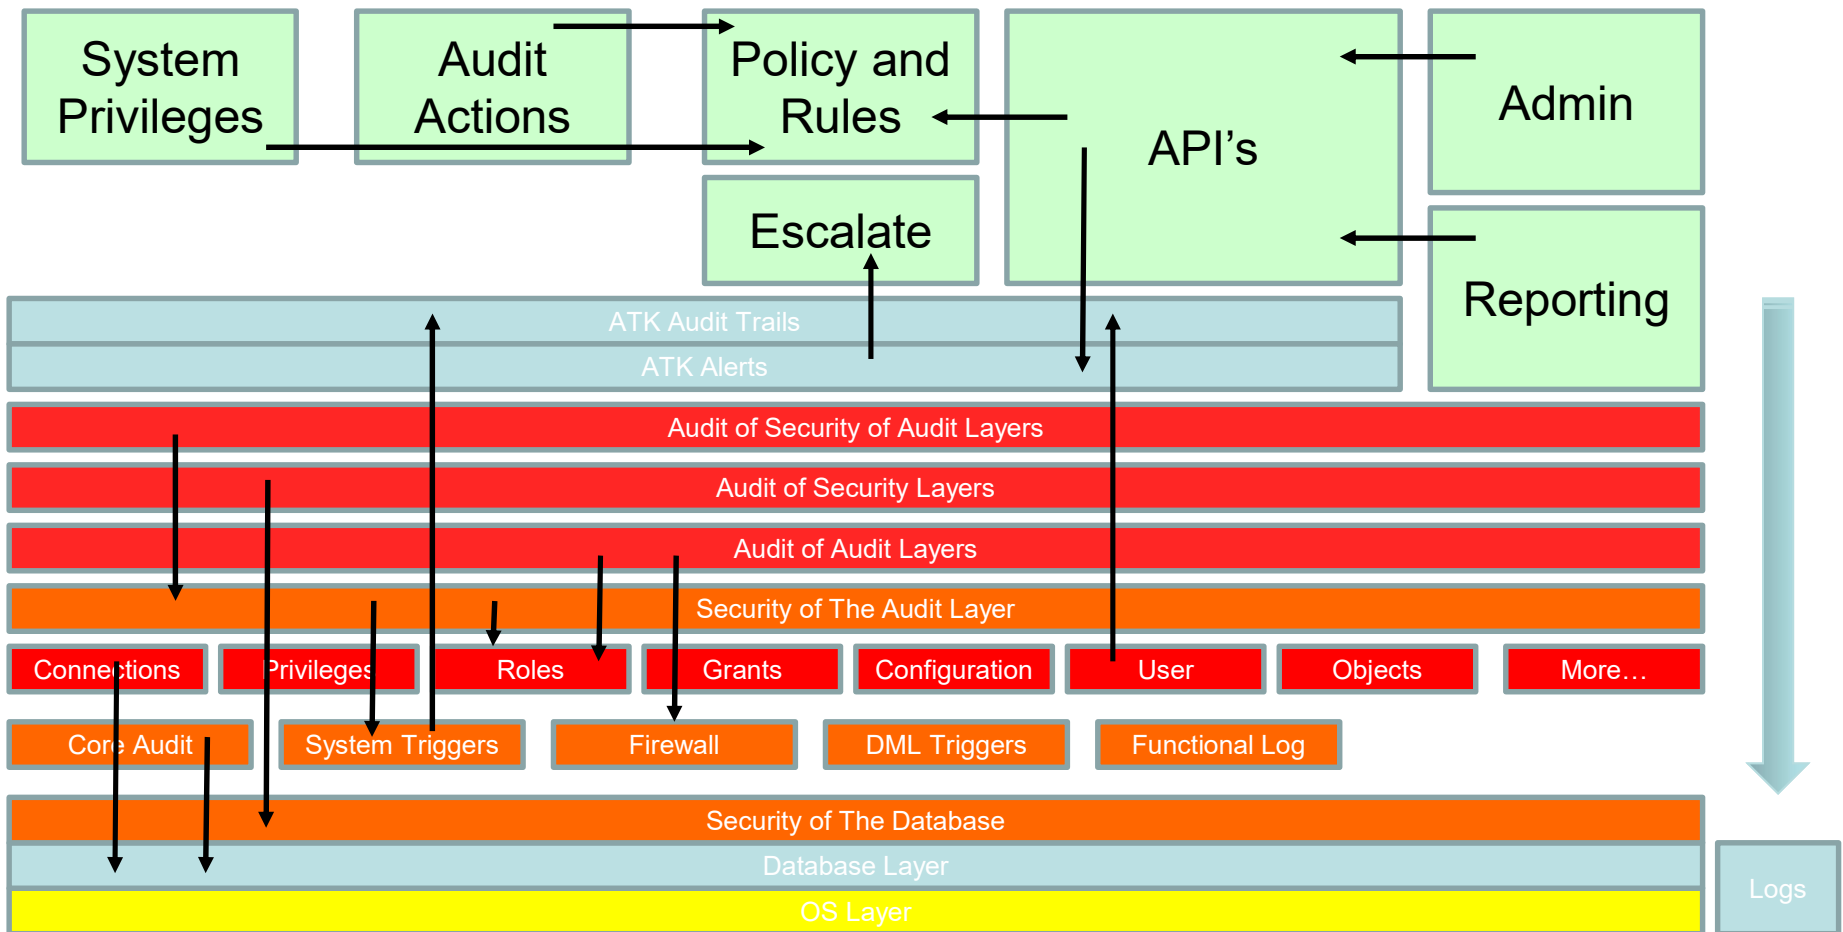 System
Privileges
Audit
Actions
Policy and
Rules
API’s
Admin
Escalate
Reporting
ATK Audit Trails
ATK Alerts
Audit of Security of Audit Layers
Audit of Security Layers
Audit of Audit Layers
Security of The Audit Layer
Connections
Privileges
Roles
Grants
Configuration
User
Objects
More…
Core Audit
System Triggers
Firewall
DML Triggers
Functional Log
Security of The Database
Database Layer
Logs
OS Layer